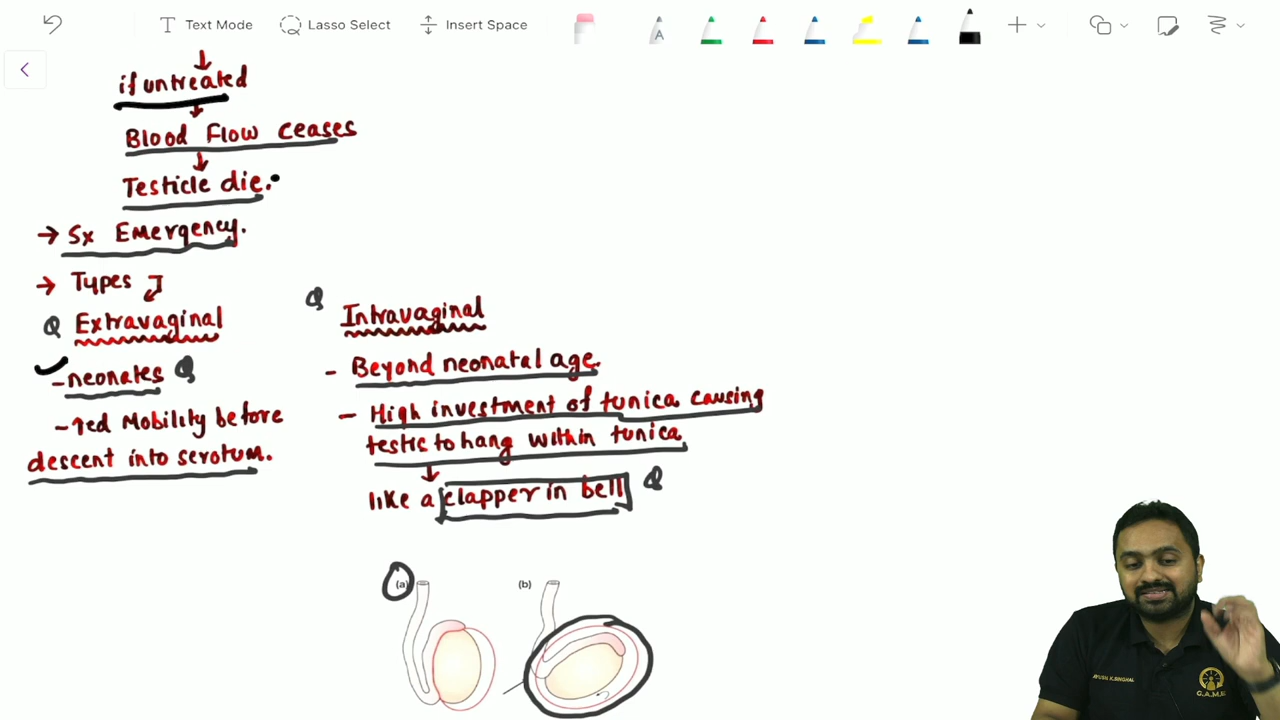 Text Mode
Lasso Select
Insert Space
A
if untreated
Blood Flow ceases
Testicle die.
→ Sx Emergency.
→ Types
Q Extravaginal
- neonates Q
- ↑ed Mobility before
descent into scrotum.
Q Intravaginal
- Beyond neonatal age.
- High investment of tunica causing
testis to hang within tunica
like a clapper in bell Q
(a)
(b)
AYUSH K.SINGHAL
G.A.M.E